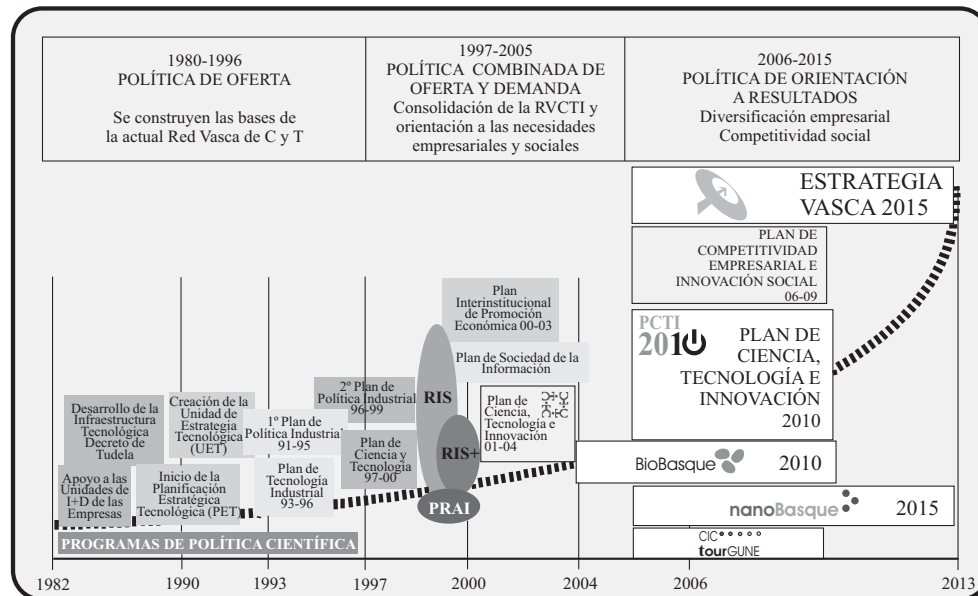 1980-1996
POLÍTICA DE OFERTA
Se construyen las bases de
la actual Red Vasca de C y T
1997-2005
POLÍTICA COMBINADA DE
OFERTA Y DEMANDA
Consolidación de la RVCTI y
orientación a las necesidades
empresariales y sociales
2006-2015
POLÍTICA DE ORIENTACIÓN
A RESULTADOS
Diversificación empresarial
Competitividad social
ESTRATEGIA
VASCA 2015
PLAN DE
COMPETITIVIDAD
EMPRESARIAL E
INNOVACIÓN SOCIAL
06-09
Plan
Interinstitucional
de Promoción
Económica 00-03
PCTI
2010
PLAN DE
CIENCIA,
TECNOLOGÍA E
INNOVACIÓN
2010
Plan de Sociedad de la
Información
2º Plan de
Política Industrial
96-99
RIS
Plan de
Ciencia,
Tecnología e
Innovación
01-04
Desarrollo de la
Infraestructura
Tecnológica
Decreto de
Tudela
Creación de la
Unidad de
Estrategia
Tecnológica
(UET)
1º Plan de
Política Industrial
91-95
Plan de
Ciencia y
Tecnología
97-00
RIS+
BioBasque
2010
Apoyo a las
Unidades de
I+D de las
Empresas
Inicio de la
Planificación
Estratégica
Tecnológica (PET)
Plan de
Tecnología
Industrial
93-96
PRAI
nanoBasque
2015
PROGRAMAS DE POLÍTICA CIENTÍFICA
CIC
tourGUNE
1982
1990
1993
1997
2000
2004
2006
2013